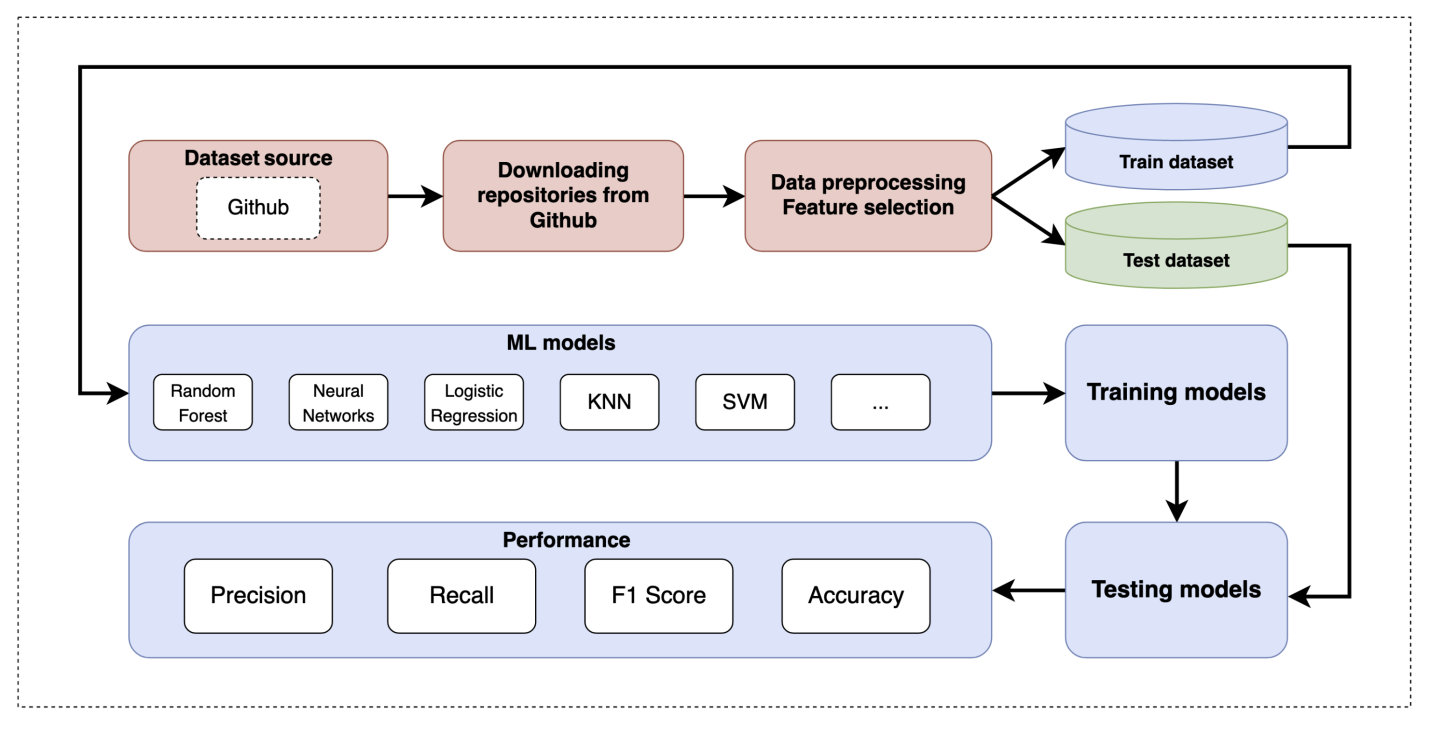 Dataset source
Github
Downloading
repositories from
Github
Data preprocessing
Feature selection
Train dataset
Test dataset
ML models
Random
Forest
Neural
Networks
Logistic
Regression
KNN
SVM
...
Training models
Performance
Precision
Recall
F1 Score
Accuracy
Testing models